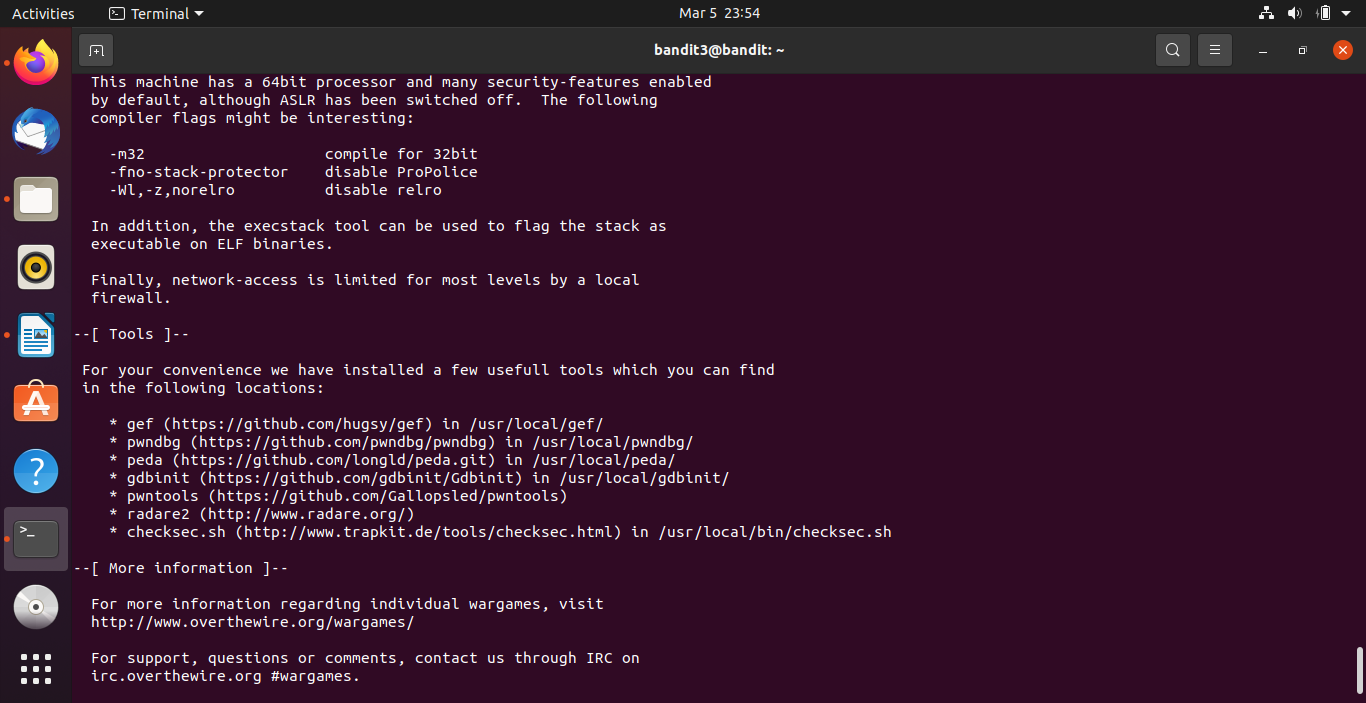 Activities
Terminal
Mar 5 23:54
bandit3@bandit: ~
This machine has a 64bit processor and many security-features enabled
by default, although ASLR has been switched off.  The following
compiler flags might be interesting:
-m32                    compile for 32bit
-fno-stack-protector    disable ProPolice
-Wl,-z,norelro          disable relro
In addition, the execstack tool can be used to flag the stack as
executable on ELF binaries.
Finally, network-access is limited for most levels by a local
firewall.
--[ Tools ]--
For your convenience we have installed a few usefull tools which you can find
in the following locations:
* gef (https://github.com/hugsy/gef) in /usr/local/gef/
* pwndbg (https://github.com/pwndbg/pwndbg) in /usr/local/pwndbg/
* peda (https://github.com/longld/peda.git) in /usr/local/peda/
* gdbinit (https://github.com/gdbinit/Gdbinit) in /usr/local/gdbinit/
* pwntools (https://github.com/Gallopsled/pwntools)
* radare2 (http://www.radare.org/)
* checksec.sh (http://www.trapkit.de/tools/checksec.html) in /usr/local/bin/checksec.sh
--[ More information ]--
For more information regarding individual wargames, visit
http://www.overthewire.org/wargames/
For support, questions or comments, contact us through IRC on
irc.overthewire.org #wargames.